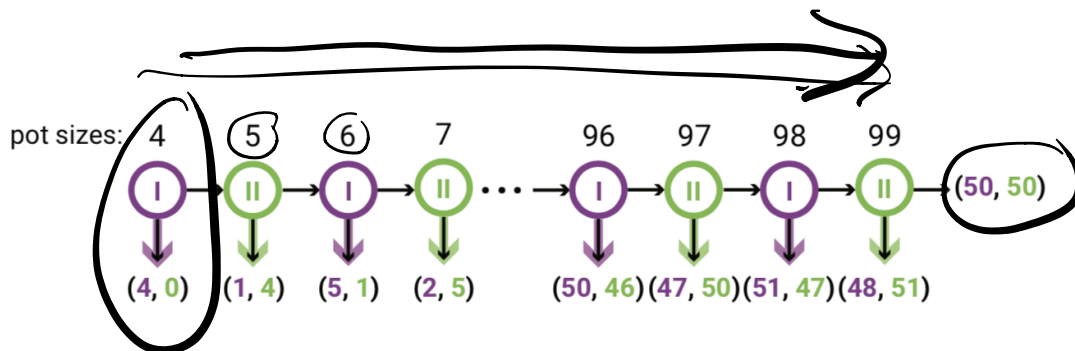 pot sizes: 4 5 6 7 96 97 98 99
I II I II ... I II I II (50, 50)
(4, 0) (1, 4) (5, 1) (2, 5) (50, 46) (47, 50) (51, 47) (48, 51)